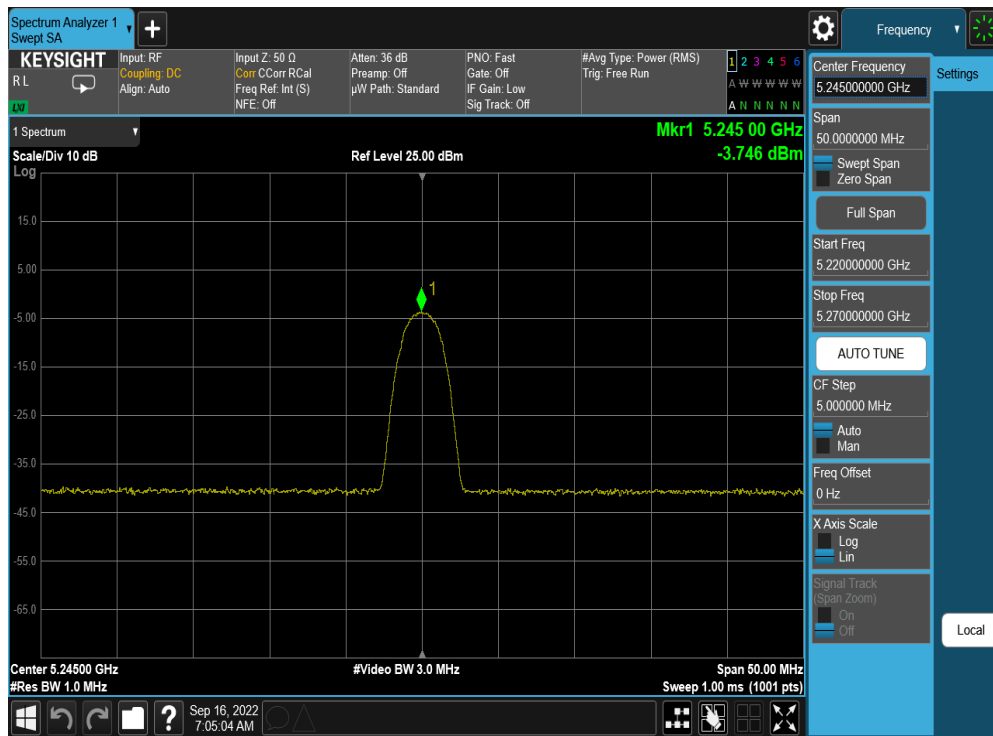 Spectrum Analyzer 1
Swept SA
+
Frequency
KEYSIGHT
R L
LXI
Input: RF
Coupling: DC
Align: Auto
Input Z: 50 Ω
Corr CCorr RCal
Freq Ref: Int (S)
NFE: Off
Atten: 36 dB
Preamp: Off
µW Path: Standard
PNO: Fast
Gate: Off
IF Gain: Low
Sig Track: Off
#Avg Type: Power (RMS)
Trig: Free Run
1 2 3 4 5 6
A W W W W W
A N N N N N
1 Spectrum
Scale/Div 10 dB
Log
Ref Level 25.00 dBm
Mkr1 5.245 00 GHz
-3.746 dBm
15.0
5.00
-5.00
-15.0
-25.0
-35.0
-45.0
-55.0
-65.0
1
Center 5.24500 GHz
#Res BW 1.0 MHz
#Video BW 3.0 MHz
Span 50.00 MHz
Sweep 1.00 ms (1001 pts)
Center Frequency
5.245000000 GHz
Settings
Span
50.0000000 MHz
Swept Span
Zero Span
Full Span
Start Freq
5.220000000 GHz
Stop Freq
5.270000000 GHz
AUTO TUNE
CF Step
5.000000 MHz
Auto
Man
Freq Offset
0 Hz
X Axis Scale
Log
Lin
Signal Track
(Span Zoom)
On
Off
Local
?
Sep 16, 2022
7:05:04 AM